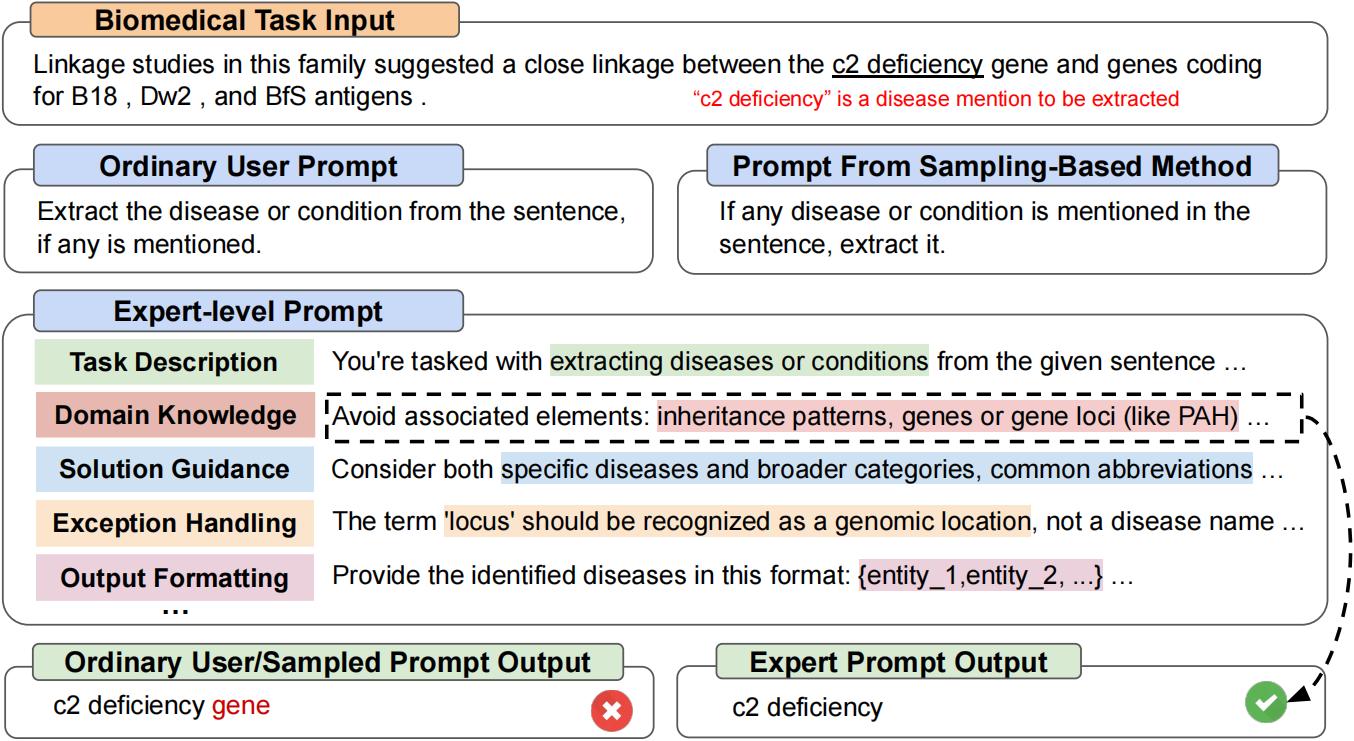 Biomedical Task Input
Linkage studies in this family suggested a close linkage between the c2 deficiency gene and genes coding
for B18 , Dw2 , and BfS antigens .
“c2 deficiency” is a disease mention to be extracted
Ordinary User Prompt
Extract the disease or condition from the sentence,
if any is mentioned.
Prompt From Sampling-Based Method
If any disease or condition is mentioned in the
sentence, extract it.
Expert-level Prompt
Task Description
You're tasked with extracting diseases or conditions from the given sentence ...
Domain Knowledge
Avoid associated elements: inheritance patterns, genes or gene loci (like PAH) ...
Solution Guidance
Consider both specific diseases and broader categories, common abbreviations ...
Exception Handling
The term 'locus' should be recognized as a genomic location, not a disease name ...
Output Formatting
Provide the identified diseases in this format: {entity_1,entity_2, ...} ...
...
Ordinary User/Sampled Prompt Output
c2 deficiency gene
Expert Prompt Output
c2 deficiency